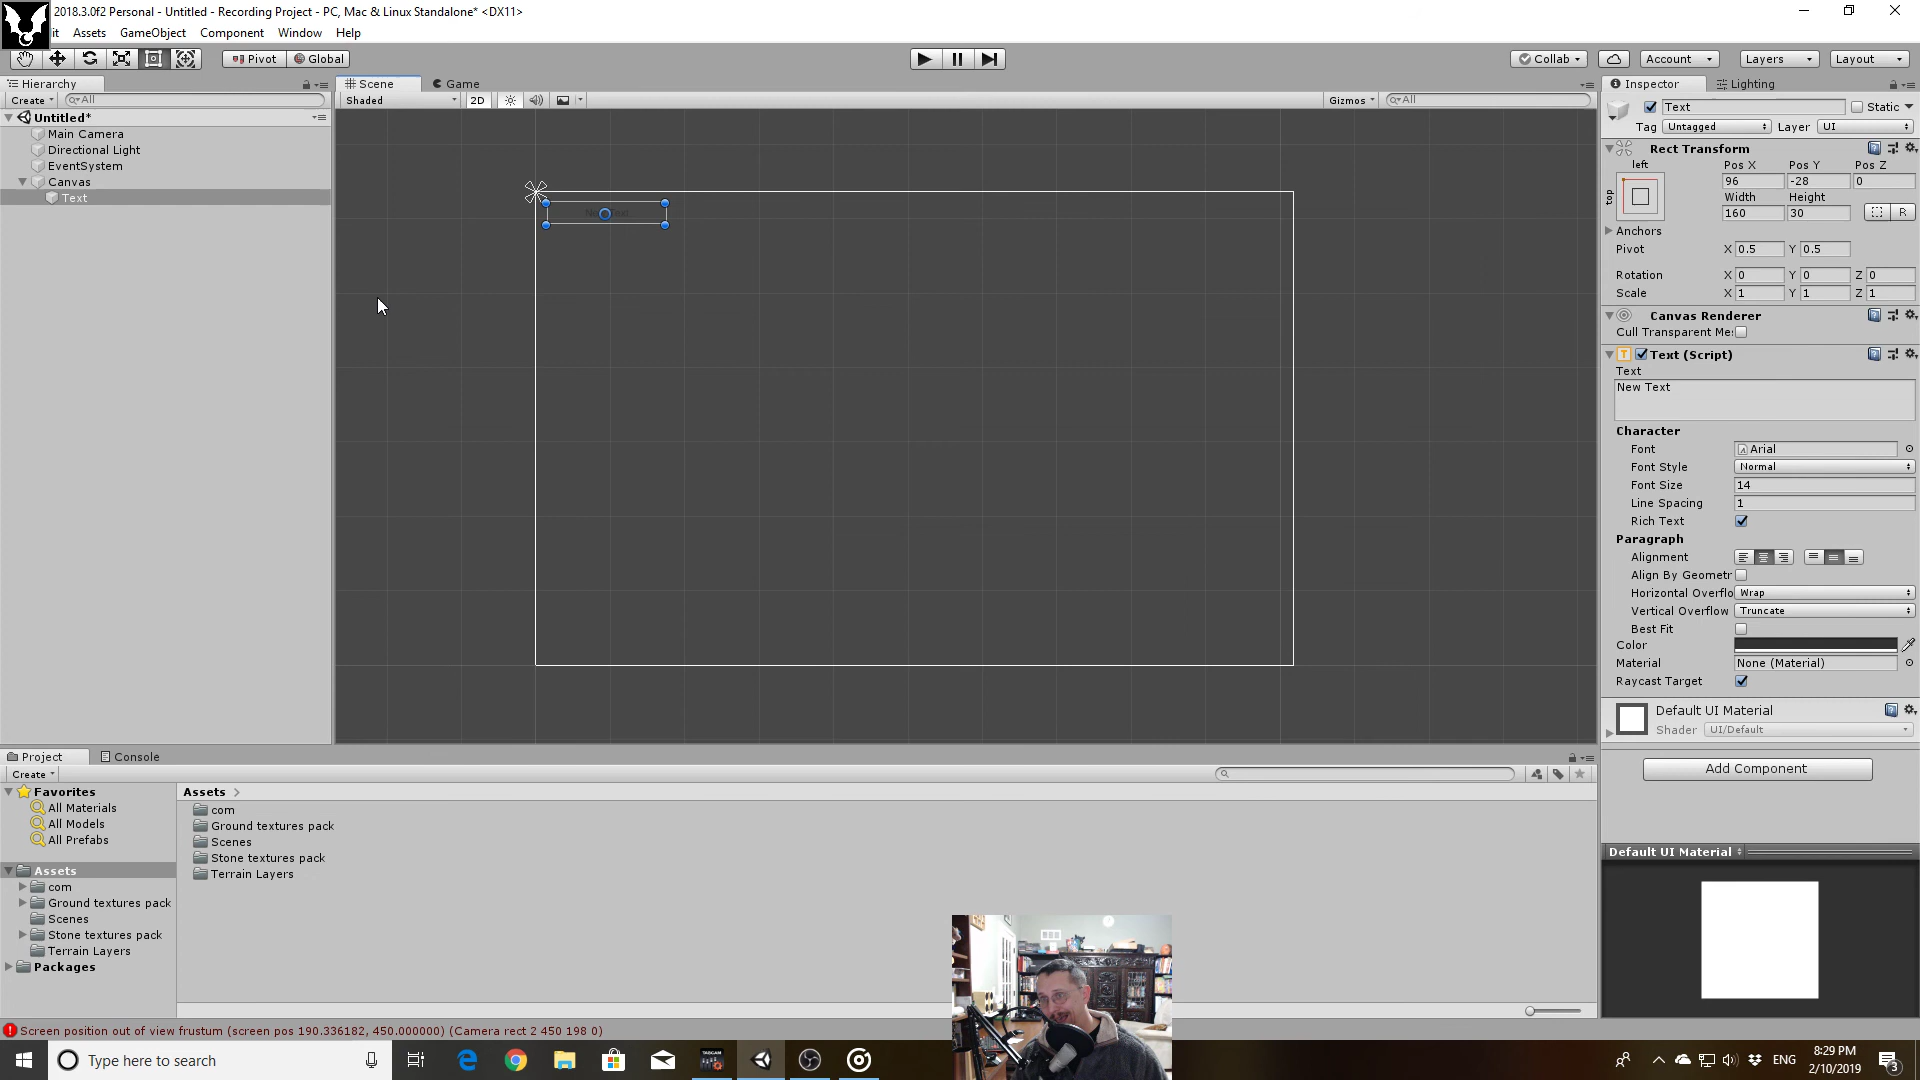 2018.3.0f2 Personal - Untitled - Recording Project - PC, Mac & Linux Standalone* <DX11>
it Assets GameObject Component Window Help
Pivot Global Collab Account Layers Layout
Hierarchy Scene Game Inspector Lighting
Create All Shaded 2D Gizmos All
Untitled*
Main Camera
Directional Light
EventSystem
Canvas
Text
Text Static
Tag Untagged Layer UI
Rect Transform
left Pos X Pos Y Pos Z
top 96 -28 0
Width Height
160 30 R
Anchors
Pivot X 0.5 Y 0.5
Rotation X 0 Y 0 Z 0
Scale X 1 Y 1 Z 1
Canvas Renderer
Cull Transparent Me
Text (Script)
Text
New Text
Character
Font Arial
Font Style Normal
Font Size 14
Line Spacing 1
Rich Text
Paragraph
Alignment
Align By Geometr
Horizontal Overflo Wrap
Vertical Overflow Truncate
Best Fit
Color
Material None (Material)
Raycast Target
Default UI Material
Shader UI/Default
Add Component
Default UI Material
Project Console
Create
Favorites
All Materials
All Models
All Prefabs
Assets
com
Ground textures pack
Scenes
Stone textures pack
Terrain Layers
Packages
Assets
com
Ground textures pack
Scenes
Stone textures pack
Terrain Layers
Screen position out of view frustum (screen pos 190.336182, 450.000000) (Camera rect 2 450 198 0)
Type here to search
TASCAM
ENG
8:29 PM
2/10/2019
3